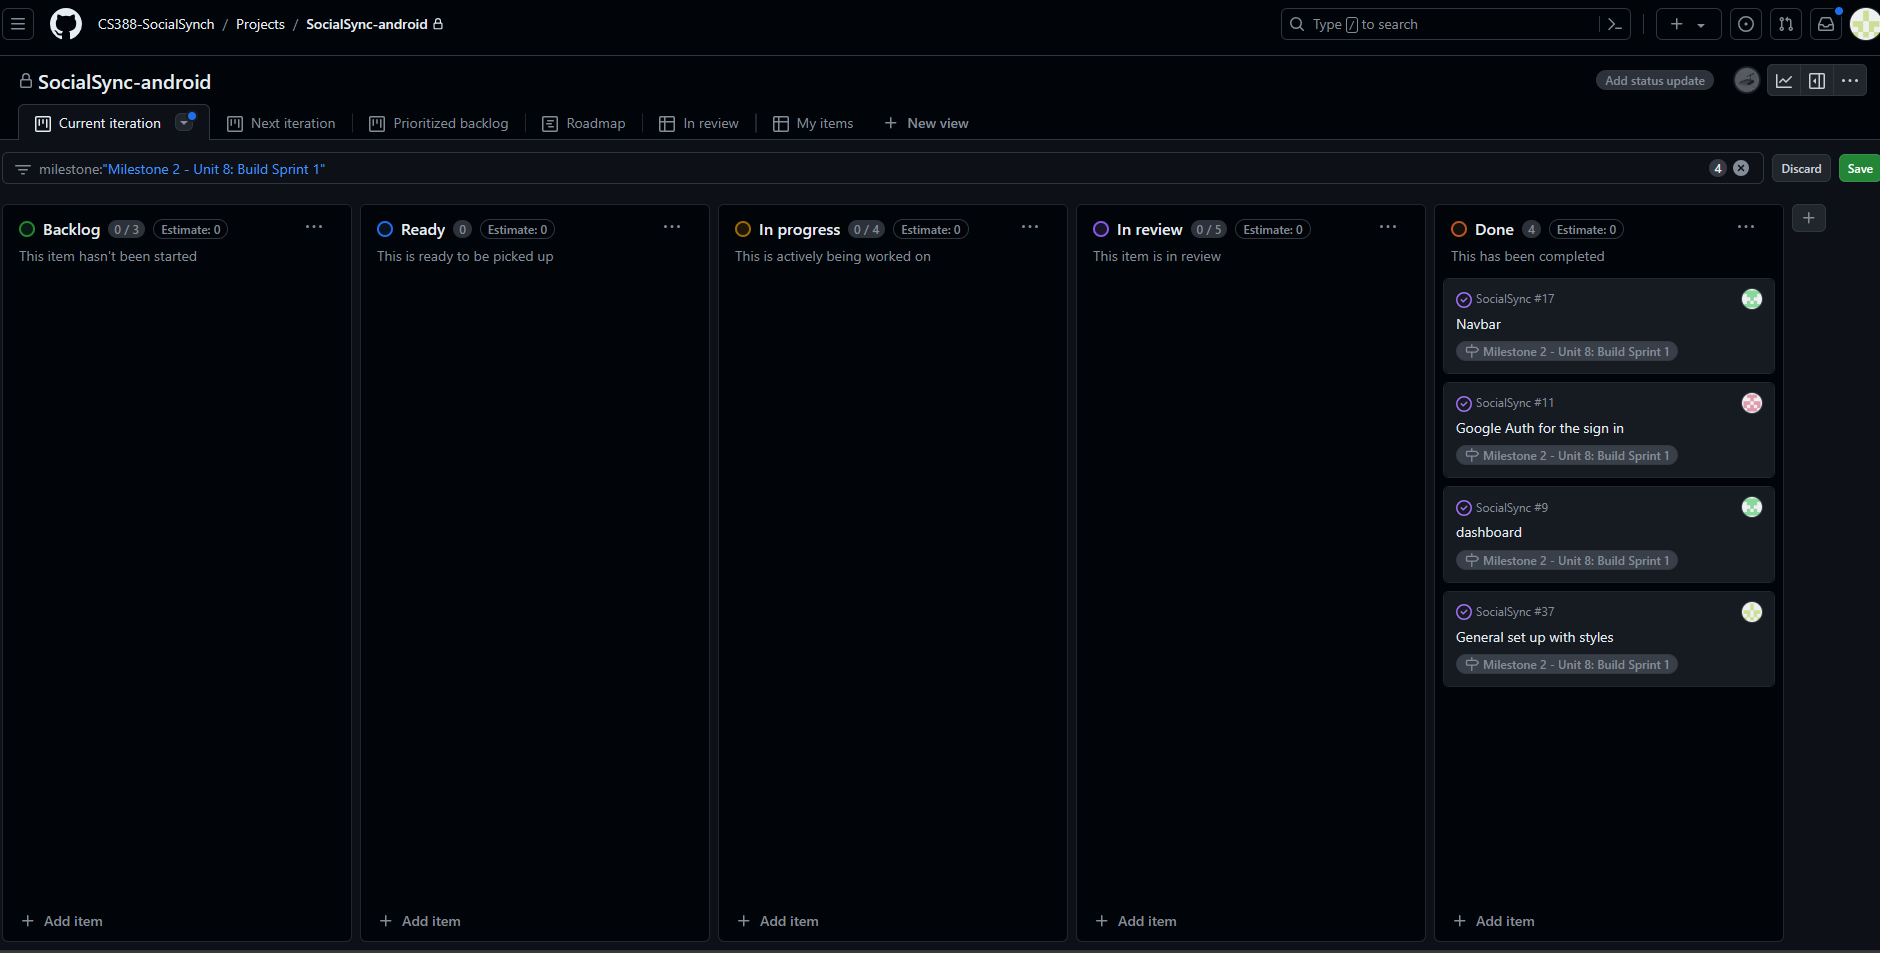 CS388-SocialSynch / Projects / SocialSync-android
Type / to search
SocialSync-android
Add status update
Current iteration
Next iteration
Prioritized backlog
Roadmap
In review
My items
New view
milestone:"Milestone 2 - Unit 8: Build Sprint 1"
4
Discard
Save
Backlog 0 / 3 Estimate: 0
This item hasn't been started
Add item
Ready 0 Estimate: 0
This is ready to be picked up
Add item
In progress 0 / 4 Estimate: 0
This is actively being worked on
Add item
In review 0 / 5 Estimate: 0
This item is in review
Add item
Done 4 Estimate: 0
This has been completed
SocialSync #17
Navbar
Milestone 2 - Unit 8: Build Sprint 1
SocialSync #11
Google Auth for the sign in
Milestone 2 - Unit 8: Build Sprint 1
SocialSync #9
dashboard
Milestone 2 - Unit 8: Build Sprint 1
SocialSync #37
General set up with styles
Milestone 2 - Unit 8: Build Sprint 1
Add item